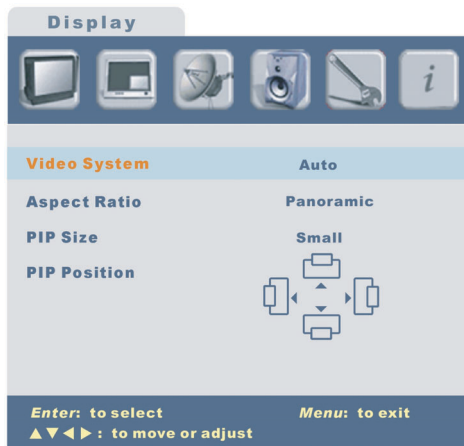 Display
i
Video System Auto
Aspect Ratio Panoramic
PIP Size Small
PIP Position
Enter: to select Menu: to exit
▲▼◄►: to move or adjust